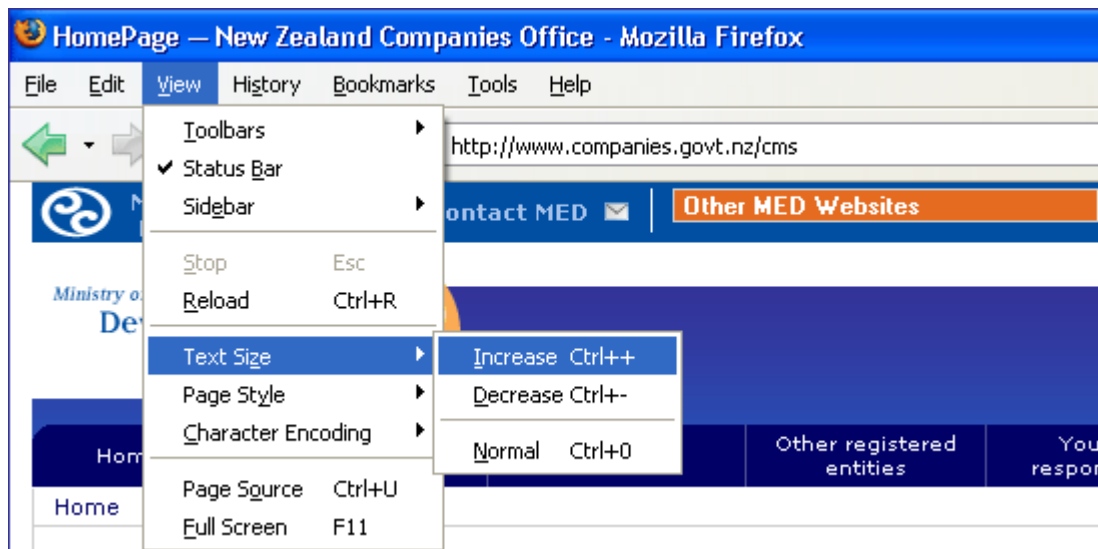 HomePage — New Zealand Companies Office - Mozilla Firefox
File Edit View History Bookmarks Tools Help
http://www.companies.govt.nz/cms
Toolbars
Status Bar
Sidebar
Stop Esc
Reload Ctrl+R
Text Size
Page Style
Character Encoding
Page Source Ctrl+U
Full Screen F11
Increase Ctrl++
Decrease Ctrl+-
Normal Ctrl+0
MED
Other MED Websites
Ministry
Other registered
entities
Home